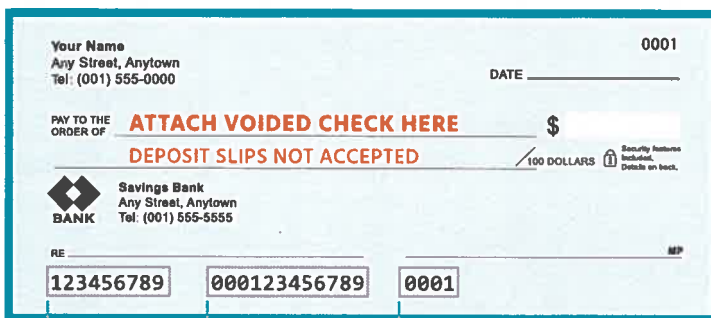 Your Name
0001
Any Street, Anytown
Tel: (001) 555-0000
DATE
PAY TO THE
ORDER OF
ATTACH VOIDED CHECK HERE
$
DEPOSIT SLIPS NOT ACCEPTED
/100 DOLLARS
Security features
included.
Details on back.
BANK
Savings Bank
Any Street, Anytown
Tel: (001) 555-5555
RE
MP
123456789 000123456789 0001